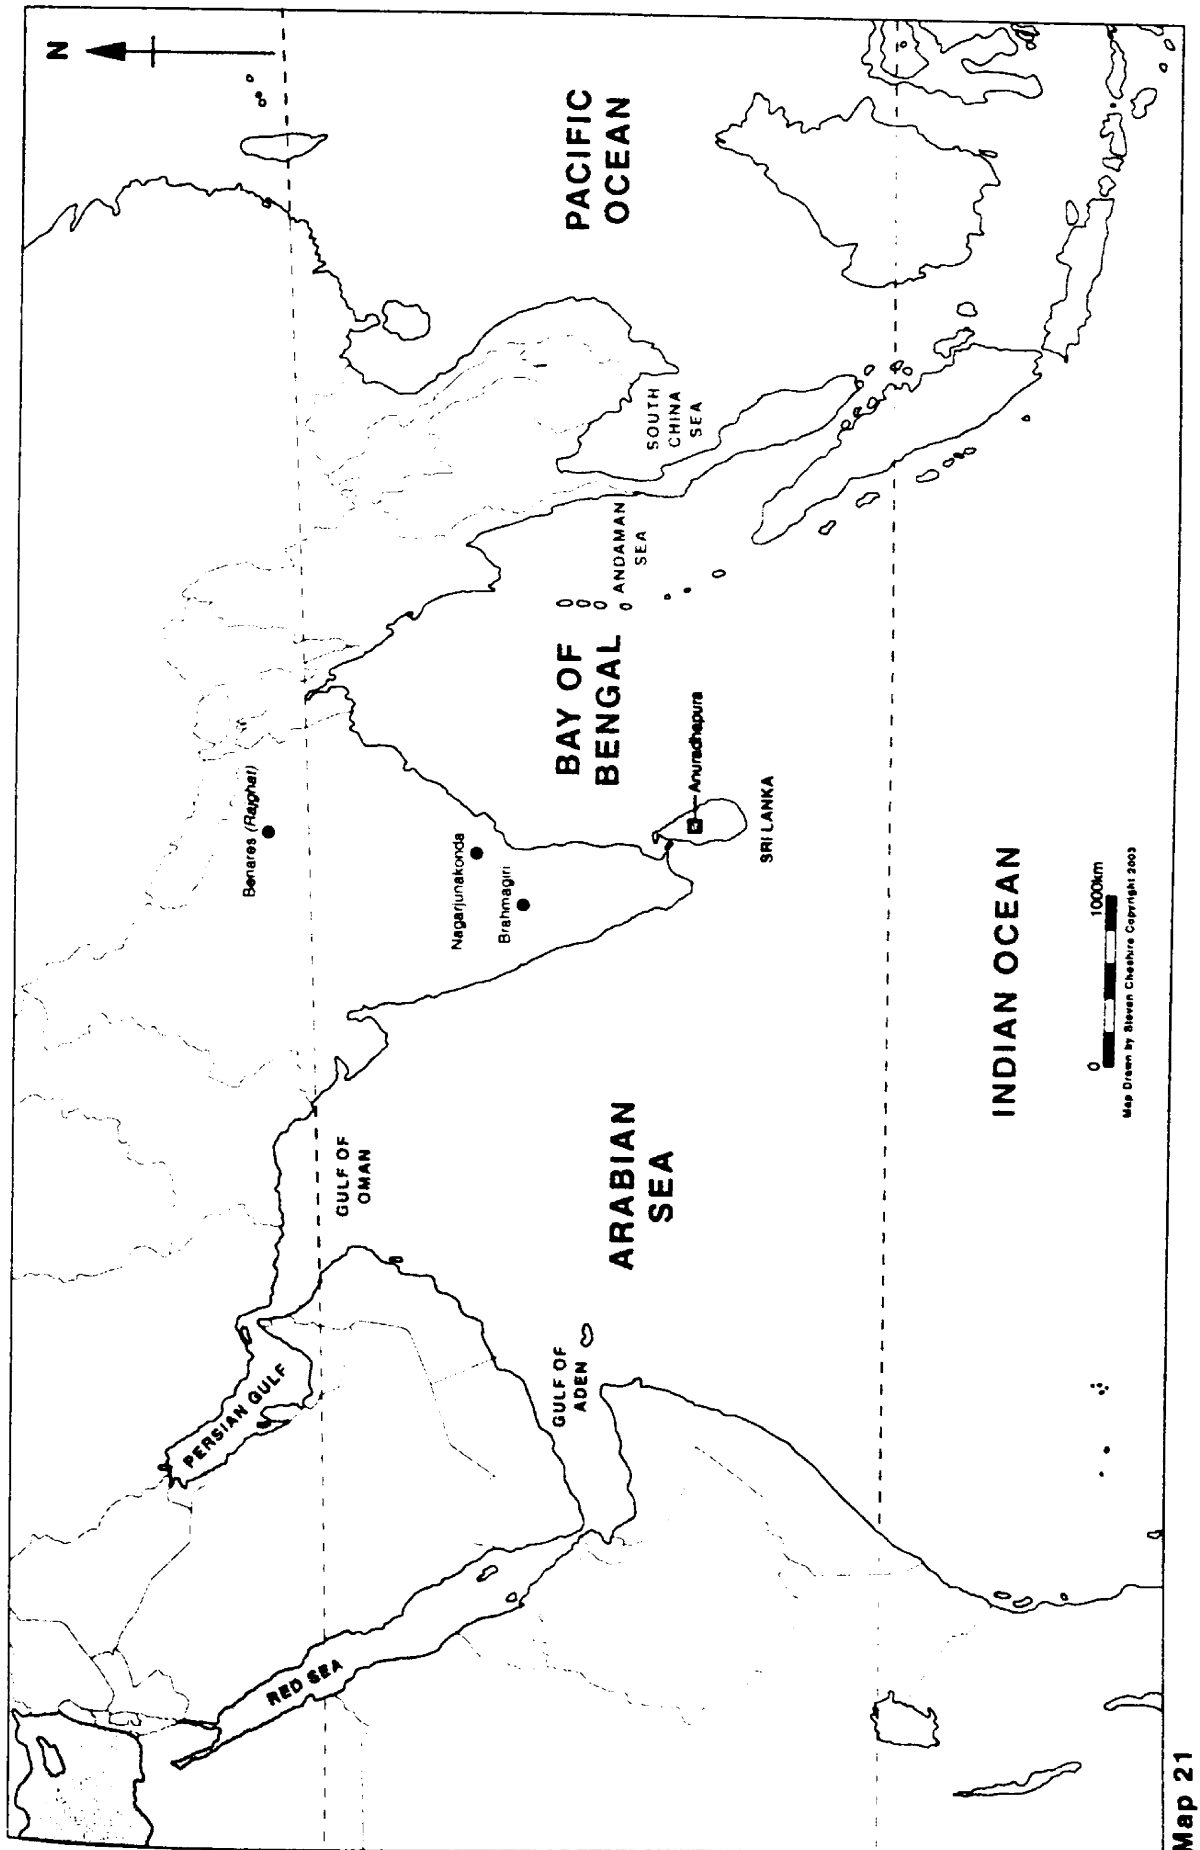 N
PACIFIC
OCEAN
SOUTH
CHINA
SEA
ANDAMAN
SEA
BAY OF
BENGAL
Benares (Rajghat)
Nagarjunakonda
Brahmagiri
Anuradhapura
SRI LANKA
GULF OF
OMAN
PERSIAN GULF
RED SEA
GULF OF
ADEN
ARABIAN
SEA
INDIAN OCEAN
0 1000km
Map Drawn by Steven Cheshire Copyright 2003
Map 21